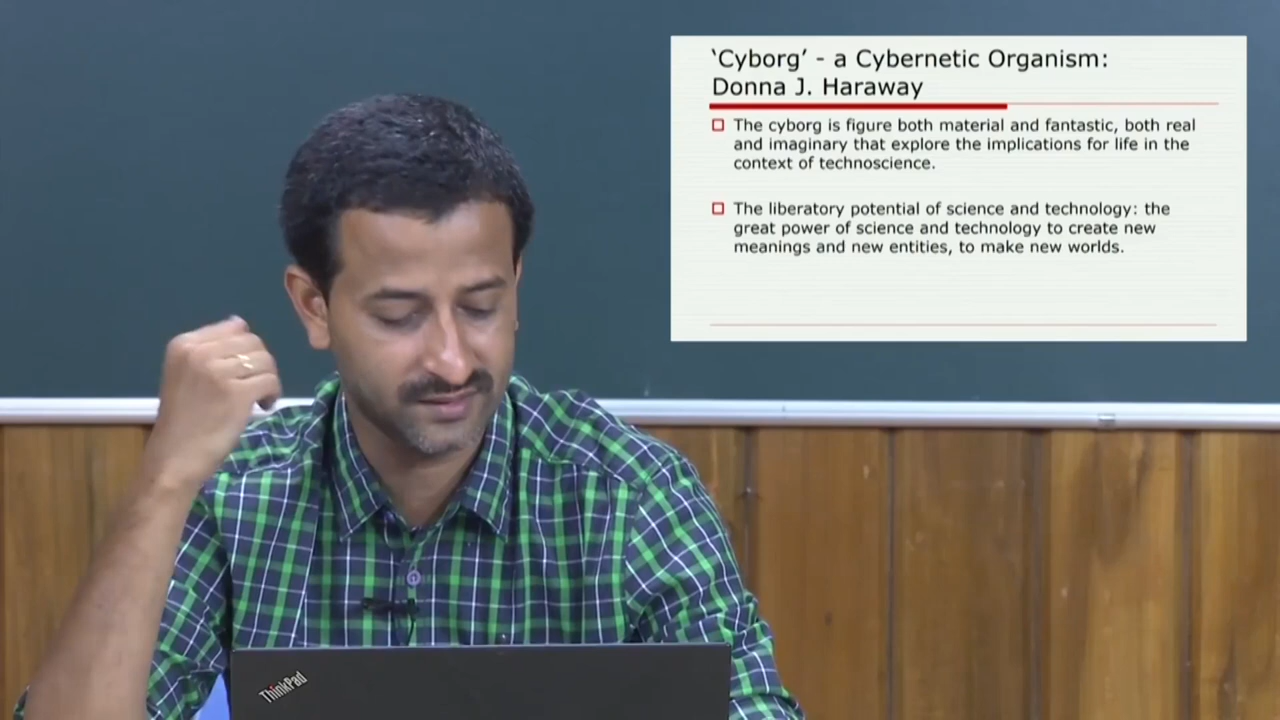 ‘Cyborg’ - a Cybernetic Organism:
Donna J. Haraway
The cyborg is figure both material and fantastic, both real
and imaginary that explore the implications for life in the
context of technoscience.
The liberatory potential of science and technology: the
great power of science and technology to create new
meanings and new entities, to make new worlds.
ThinkPad